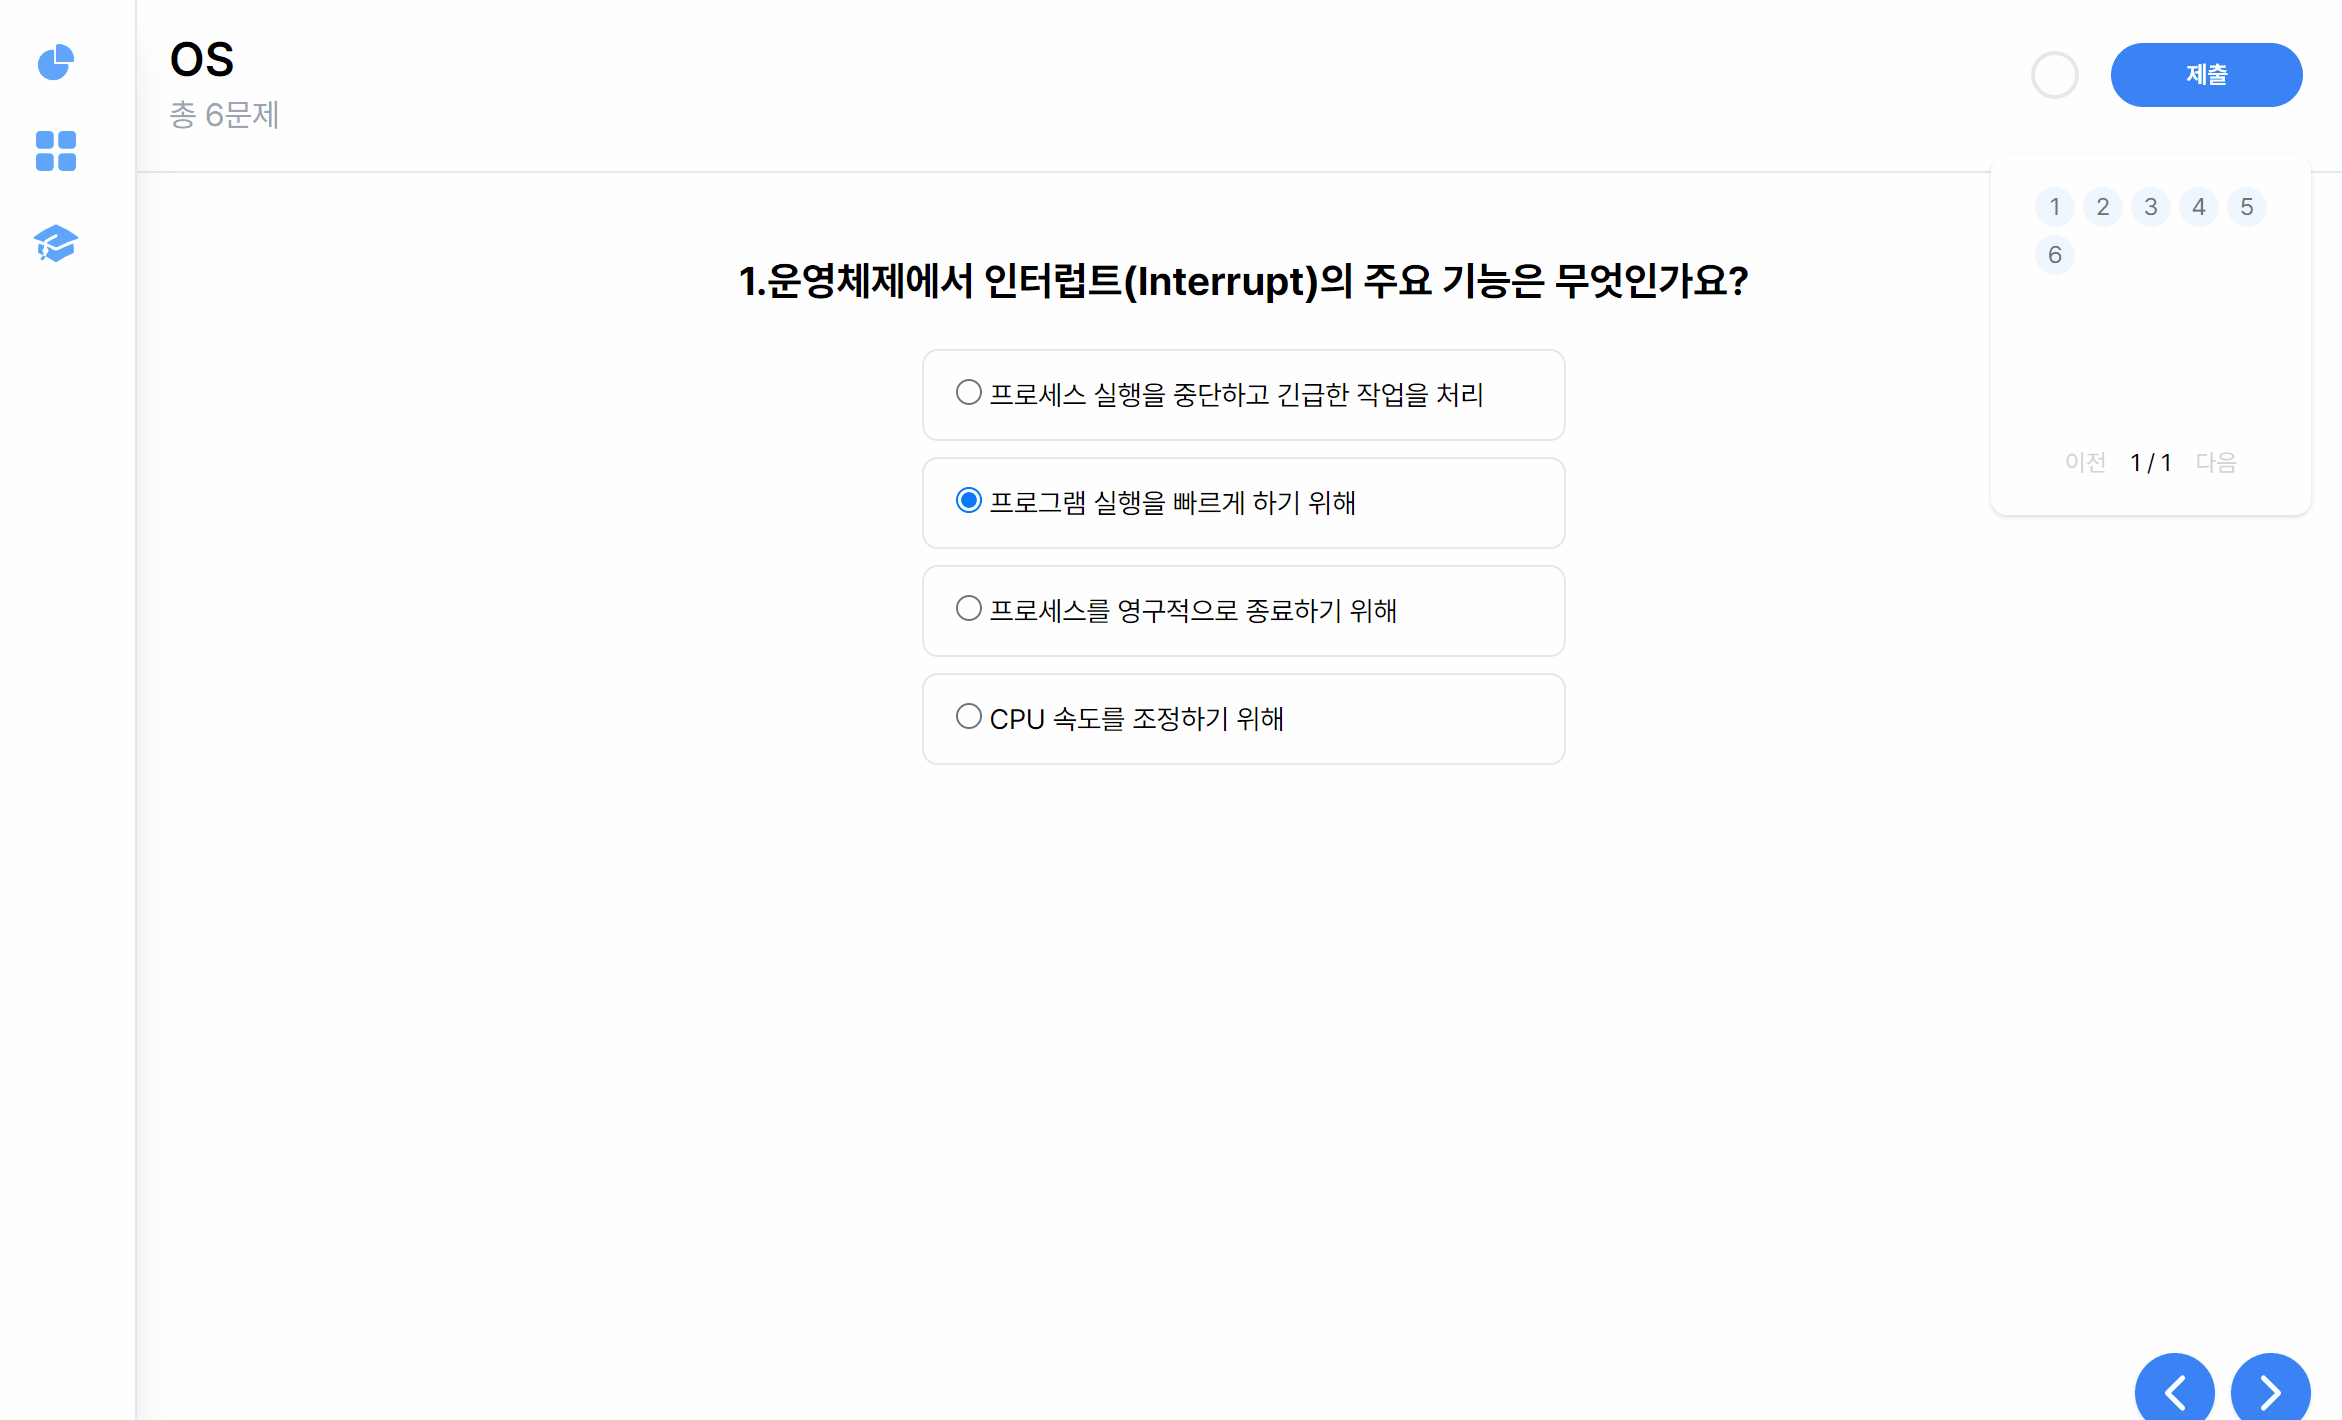 OS
총 6문제
제출
1 2 3 4 5
6
이전 1 / 1 다음
1.운영체제에서 인터럽트(Interrupt)의 주요 기능은 무엇인가요?
프로세스 실행을 중단하고 긴급한 작업을 처리
프로그램 실행을 빠르게 하기 위해
프로세스를 영구적으로 종료하기 위해
CPU 속도를 조정하기 위해